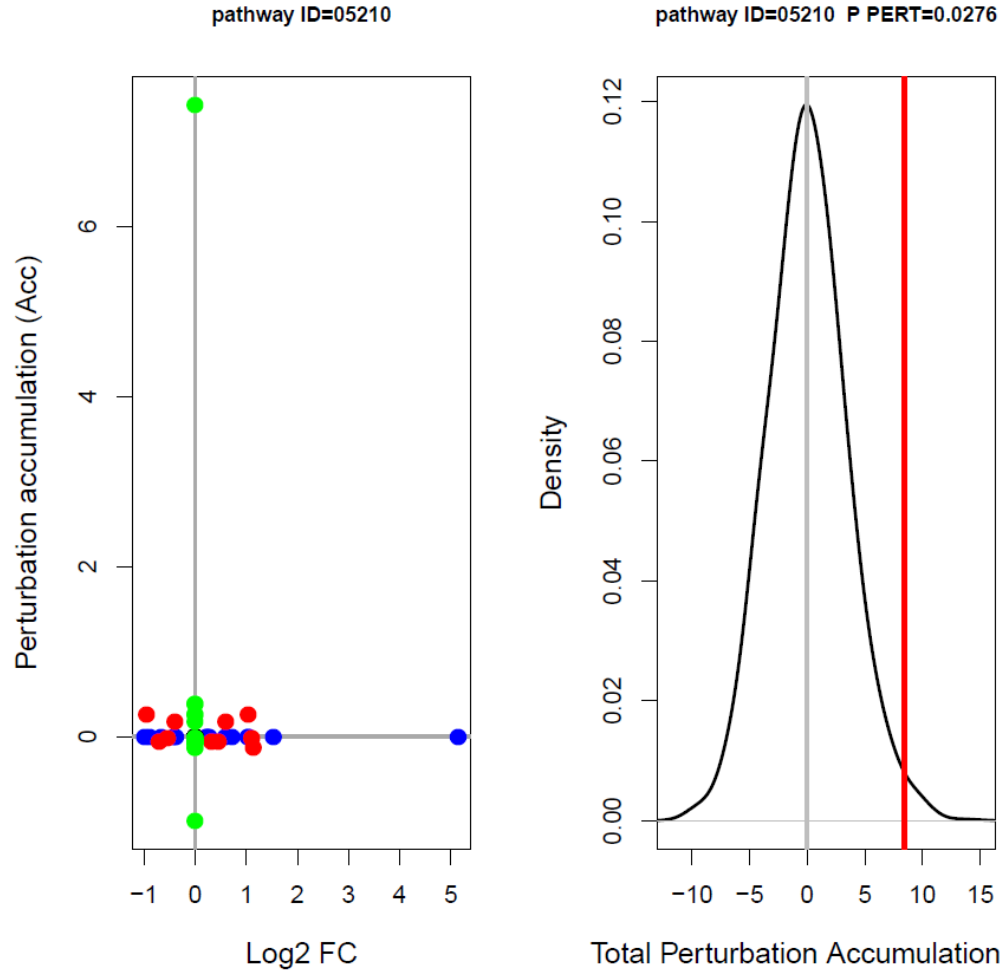 pathway ID=05210
Perturbation accumulation (Acc)
6
4
2
0
−1 0 1 2 3 4 5
Log2 FC
pathway ID=05210 P PERT=0.0276
Density
0.12
0.10
0.08
0.06
0.04
0.02
0.00
−10 −5 0 5 10 15
Total Perturbation Accumulation